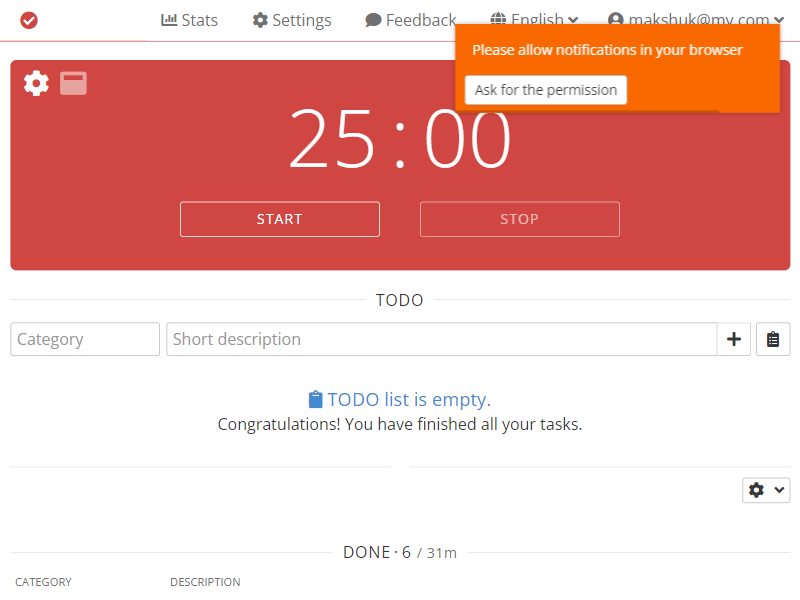 Stats Settings Feedback English makshuk@my.com
Please allow notifications in your browser
Ask for the permission
25:00
START STOP
TODO
Category Short description
TODO list is empty.
Congratulations! You have finished all your tasks.
DONE · 6 / 31m
CATEGORY DESCRIPTION